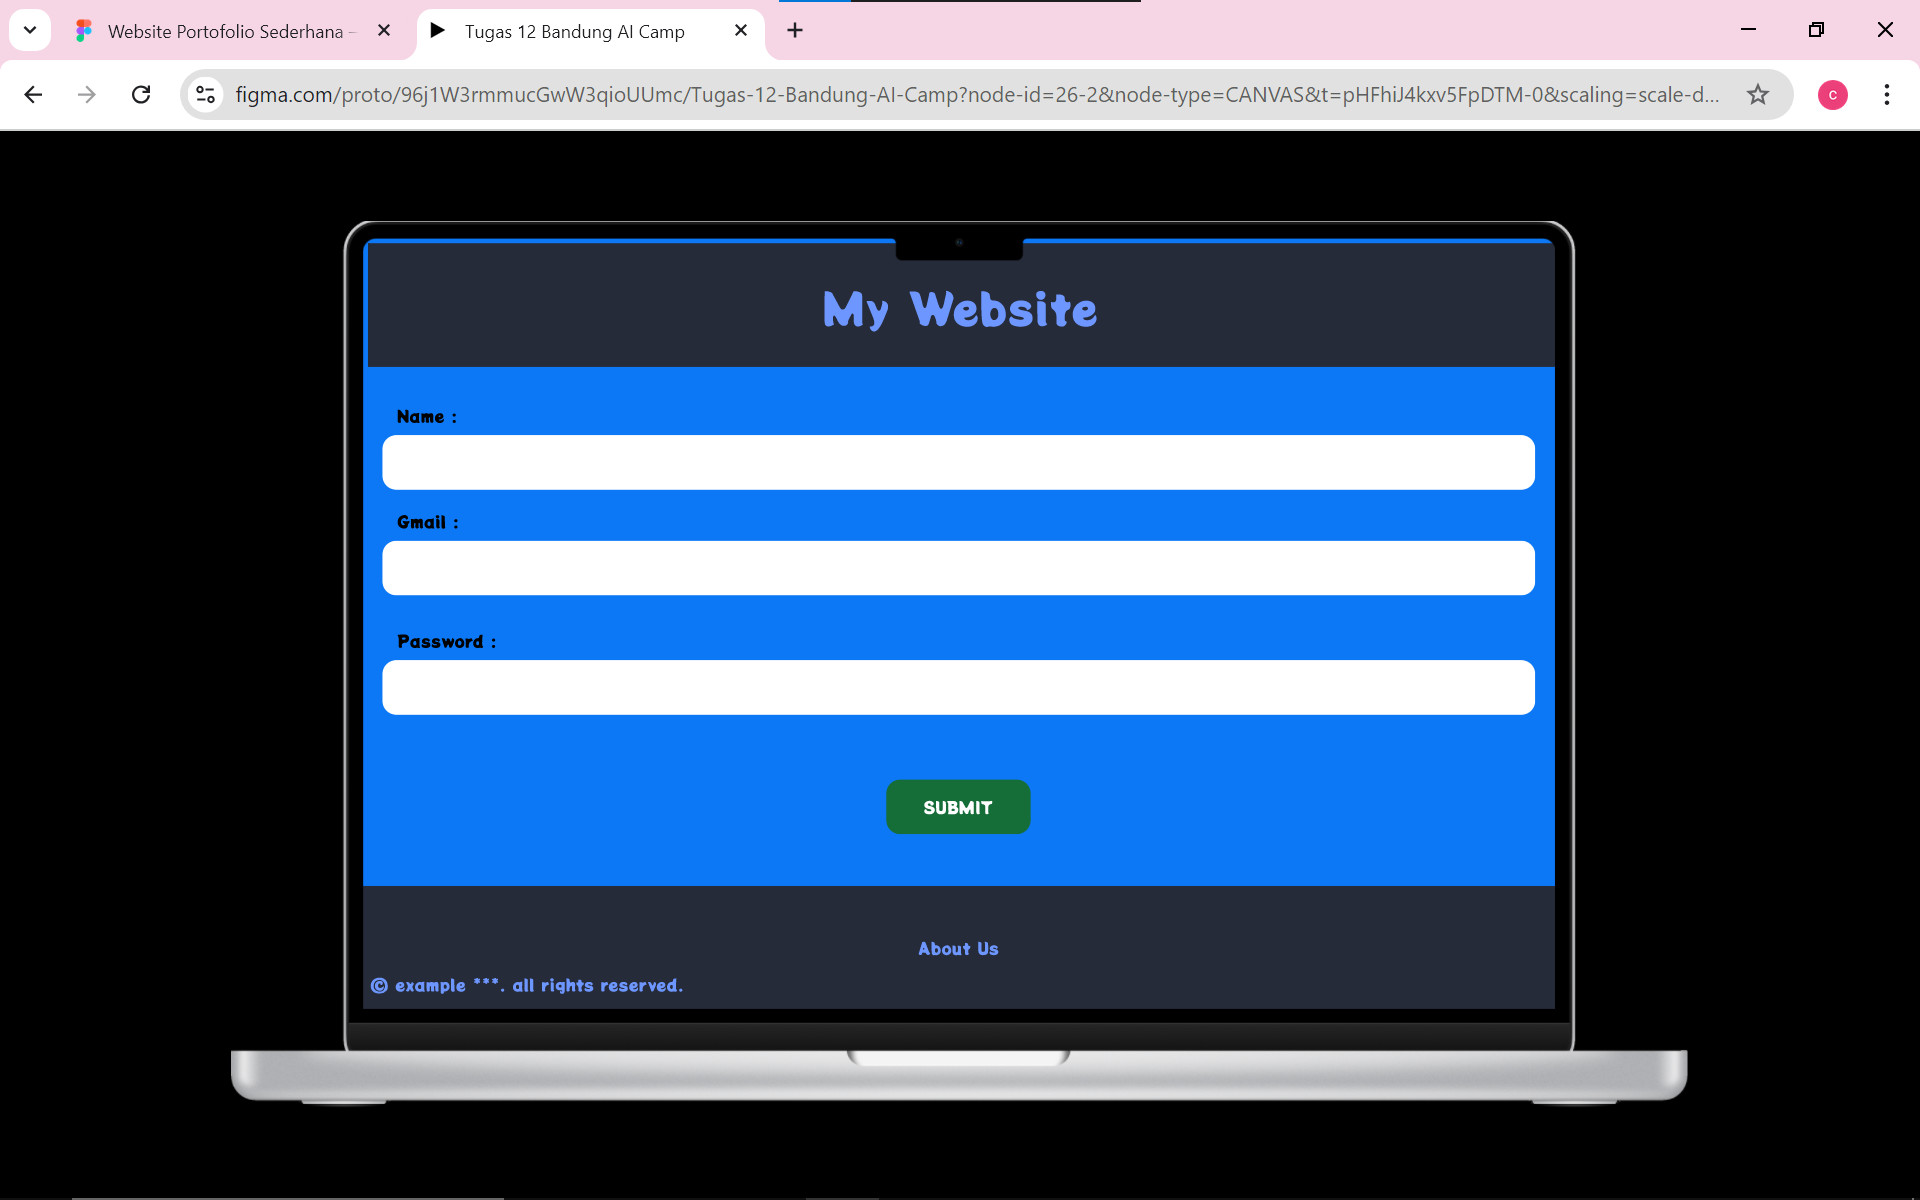 Website Portofolio Sederhana –
Tugas 12 Bandung AI Camp
figma.com/proto/96j1W3rmmucGwW3qioUUmc/Tugas-12-Bandung-AI-Camp?node-id=26-2&node-type=CANVAS&t=pHFhiJ4kxv5FpDTM-0&scaling=scale-d...
C
My Website
Name :
Gmail :
Password :
SUBMIT
About Us
© example ***. all rights reserved.